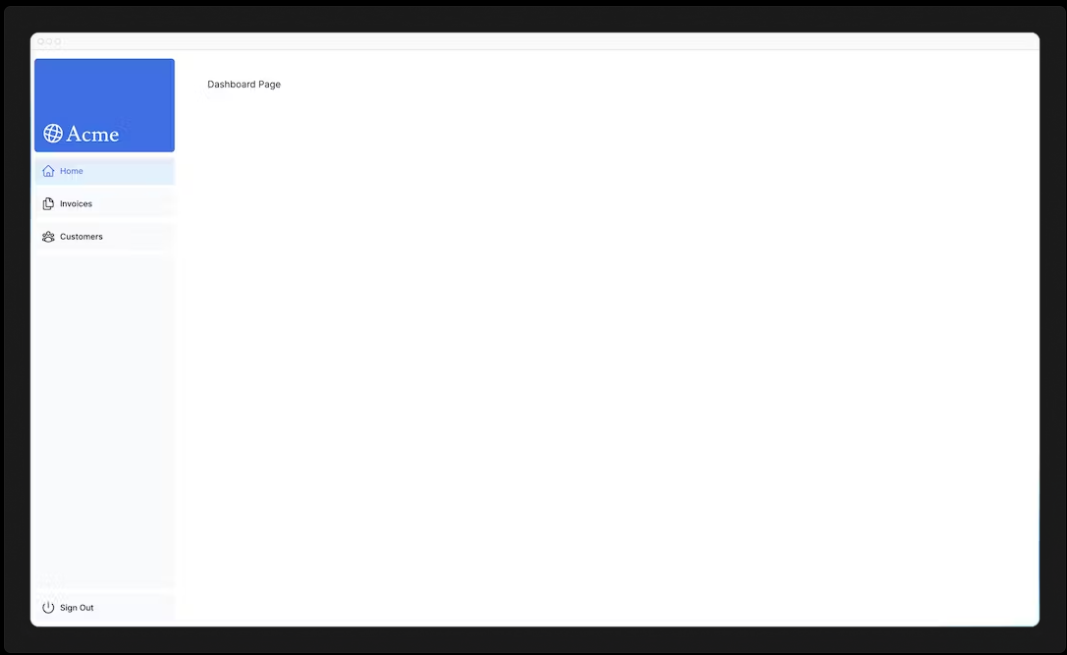 Acme
Home
Invoices
Customers
Sign Out
Dashboard Page